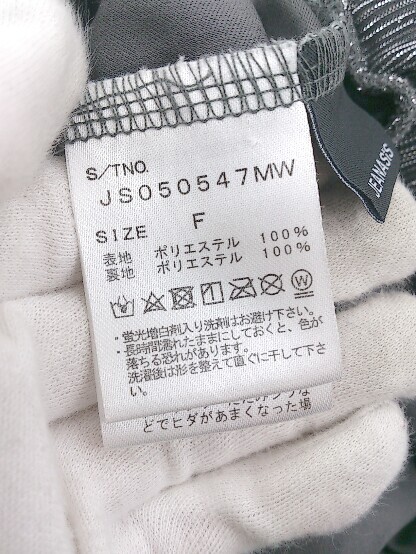 S/TNO.
JS050547MW
SIZE F
表地 ポリエステル 100%
裏地 ポリエステル 100%
W
・蛍光増白剤入り洗剤はお避け下さい。
・長時間濡れたままにしておくと、色が
落ちる恐れがあります。
洗濯後は形を整えて直ぐに干して下さ
い。
どでヒダがあまくなった場
JEANASIS